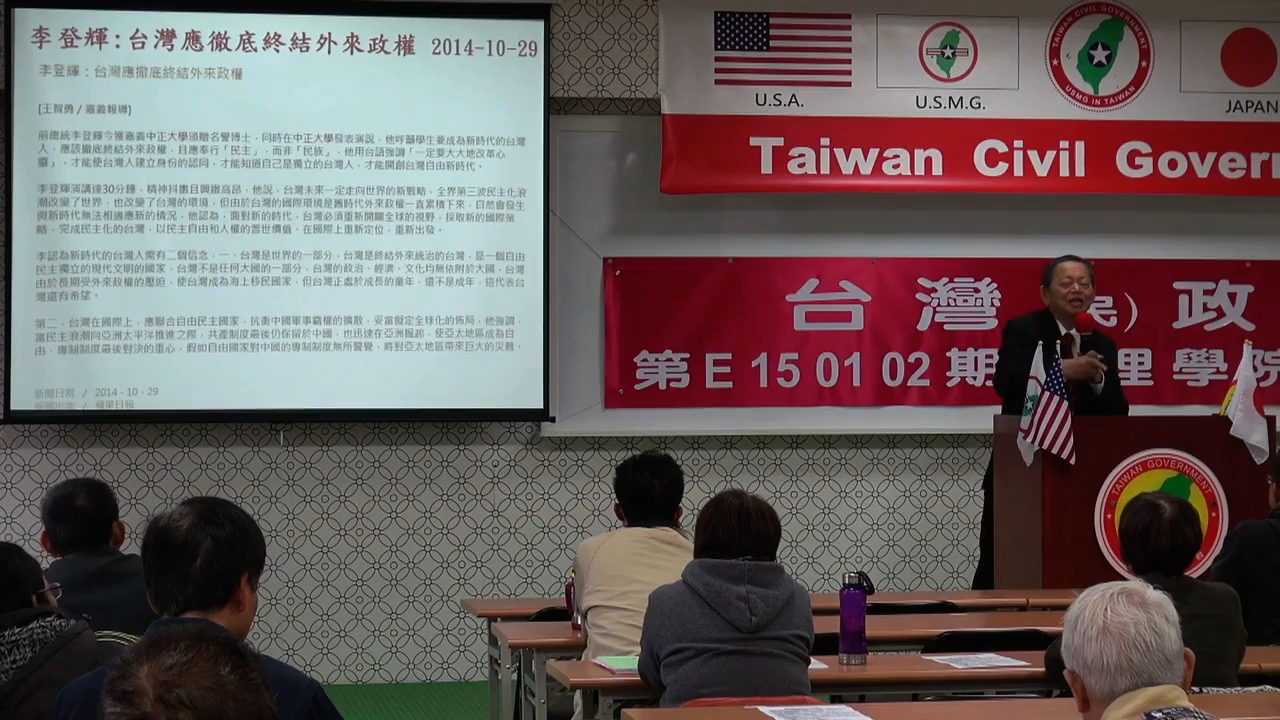 李登輝:台灣應徹底終結外來政權 2014-10-29
李登輝:台灣應徹底終結外來政權
[王智勇/嘉義報導]
前總統李登輝今獲嘉義中正大學頒贈名譽博士,同時在中正大學發表演說,他呼籲學生要成為新時代的台灣
人,應該徹底終結外來政權,且應奉行「民主」,而非「民族」,他用台語強調「一定要大大地改革心
靈」,才能使台灣人建立身份的認同,才能知道自己是獨立的台灣人,才能開創台灣自由新時代。
李登輝演講達30分鐘,精神抖擻且興緻高昂,他說,台灣未來一定走向世界的新戰略,全界第三波民主化浪
潮改變了世界,也改變了台灣的環境,但由於台灣的國際環境是舊時代外來政權一直累積下來,自然會發生
與新時代無法相適應新的情況,他認為,面對新的時代,台灣必須重新開闢全球的視野,採取新的國際策
略,完成民主化的台灣,以民主自由和人權的普世價值,在國際上重新定位,重新出發。
李認為新時代的台灣人需有二個信念,一、台灣是世界的一部分,台灣是終結外來統治的台灣,是一個自由
民主獨立的現代文明的國家,台灣不是任何大國的一部分,台灣的政治、經濟、文化均無依附於大國,台灣
由於長期受外來政權的壓迫,使台灣成為海上移民國家,但台灣正處於成長的童年,還不是成年,這代表台
灣還有希望。
第二、台灣在國際上,應聯合自由民主國家,抗衡中國軍事霸權的擴散,妥當擬定全球化的佈局,他強調,
當民主浪潮向亞洲太平洋推進之際,共產制度最後仍保留於中國,也迅速在亞洲崛起,使亞太地區成為自
由、專制制度最後對決的重心,假如自由國家對中國的專制制度無所警覺,將對亞太地區帶來巨大的災難。
新聞日期 / 2014-10-29
蘋果日報
U.S.A.
U.S.M.G.
TAIWAN CIVIL GOVERNMENT
USMG IN TAIWAN
JAPAN
Taiwan Civil Govern
台灣 民) 政
第E 15 01 02期 理學院
TAIWAN GOVERNMENT